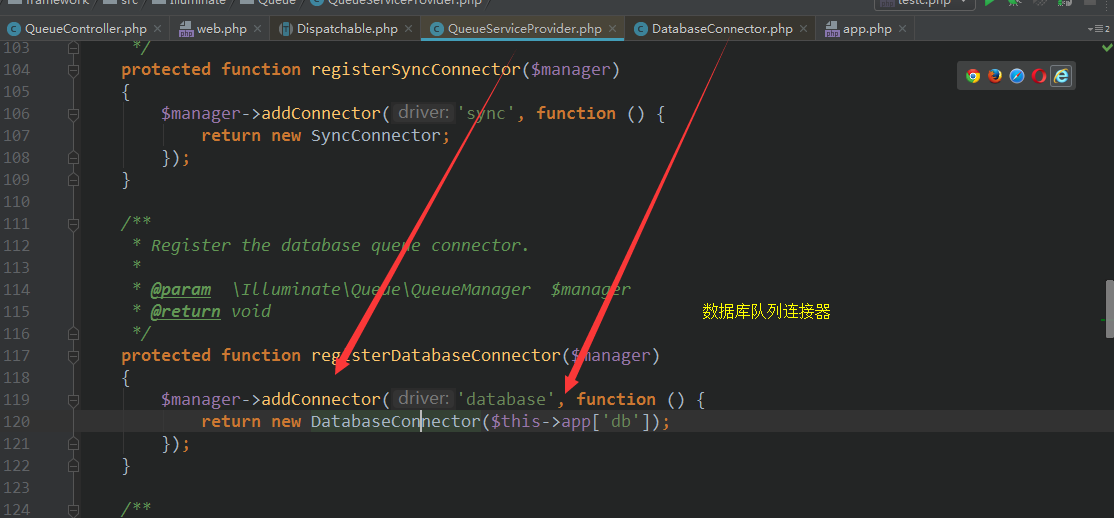 framework src Illuminate Queue QueueServiceProvider.php testc.php
QueueController.php × web.php × Dispatchable.php × QueueServiceProvider.php × DatabaseConnector.php × app.php × 2
103 */
104 protected function registerSyncConnector($manager)
105 {
106 $manager->addConnector( driver: 'sync', function () {
107 return new SyncConnector;
108 });
109 }
110
111 /**
112 * Register the database queue connector.
113 *
114 * @param \Illuminate\Queue\QueueManager $manager
115 * @return void
数据库队列连接器
116 */
117 protected function registerDatabaseConnector($manager)
118 {
119 $manager->addConnector( driver: 'database', function () {
120 return new DatabaseConnector($this->app['db']);
121 });
122 }
123
124 /**